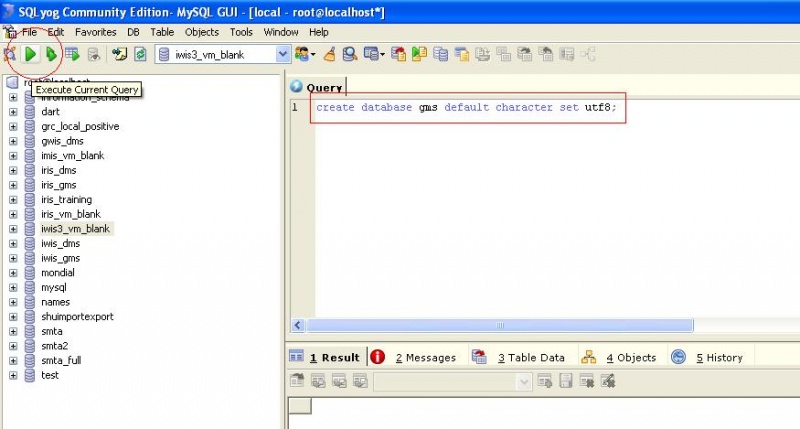 SQLyog Community Edition- MySQL GUI - [local - root@localhost*]
File Edit Favorites DB Table Objects Tools Window Help
iwis3_vm_blank
root@localhost
Execute Current Query
information_schema
dart
grc_local_positive
gwis_dms
imis_vm_blank
iris_dms
iris_gms
iris_training
iris_vm_blank
iwis3_vm_blank
iwis_dms
iwis_gms
mondial
mysql
names
shuimportexport
smta
smta2
smta_full
test
Query
1 create database gms default character set utf8;
1 Result 2 Messages 3 Table Data 4 Objects 5 History